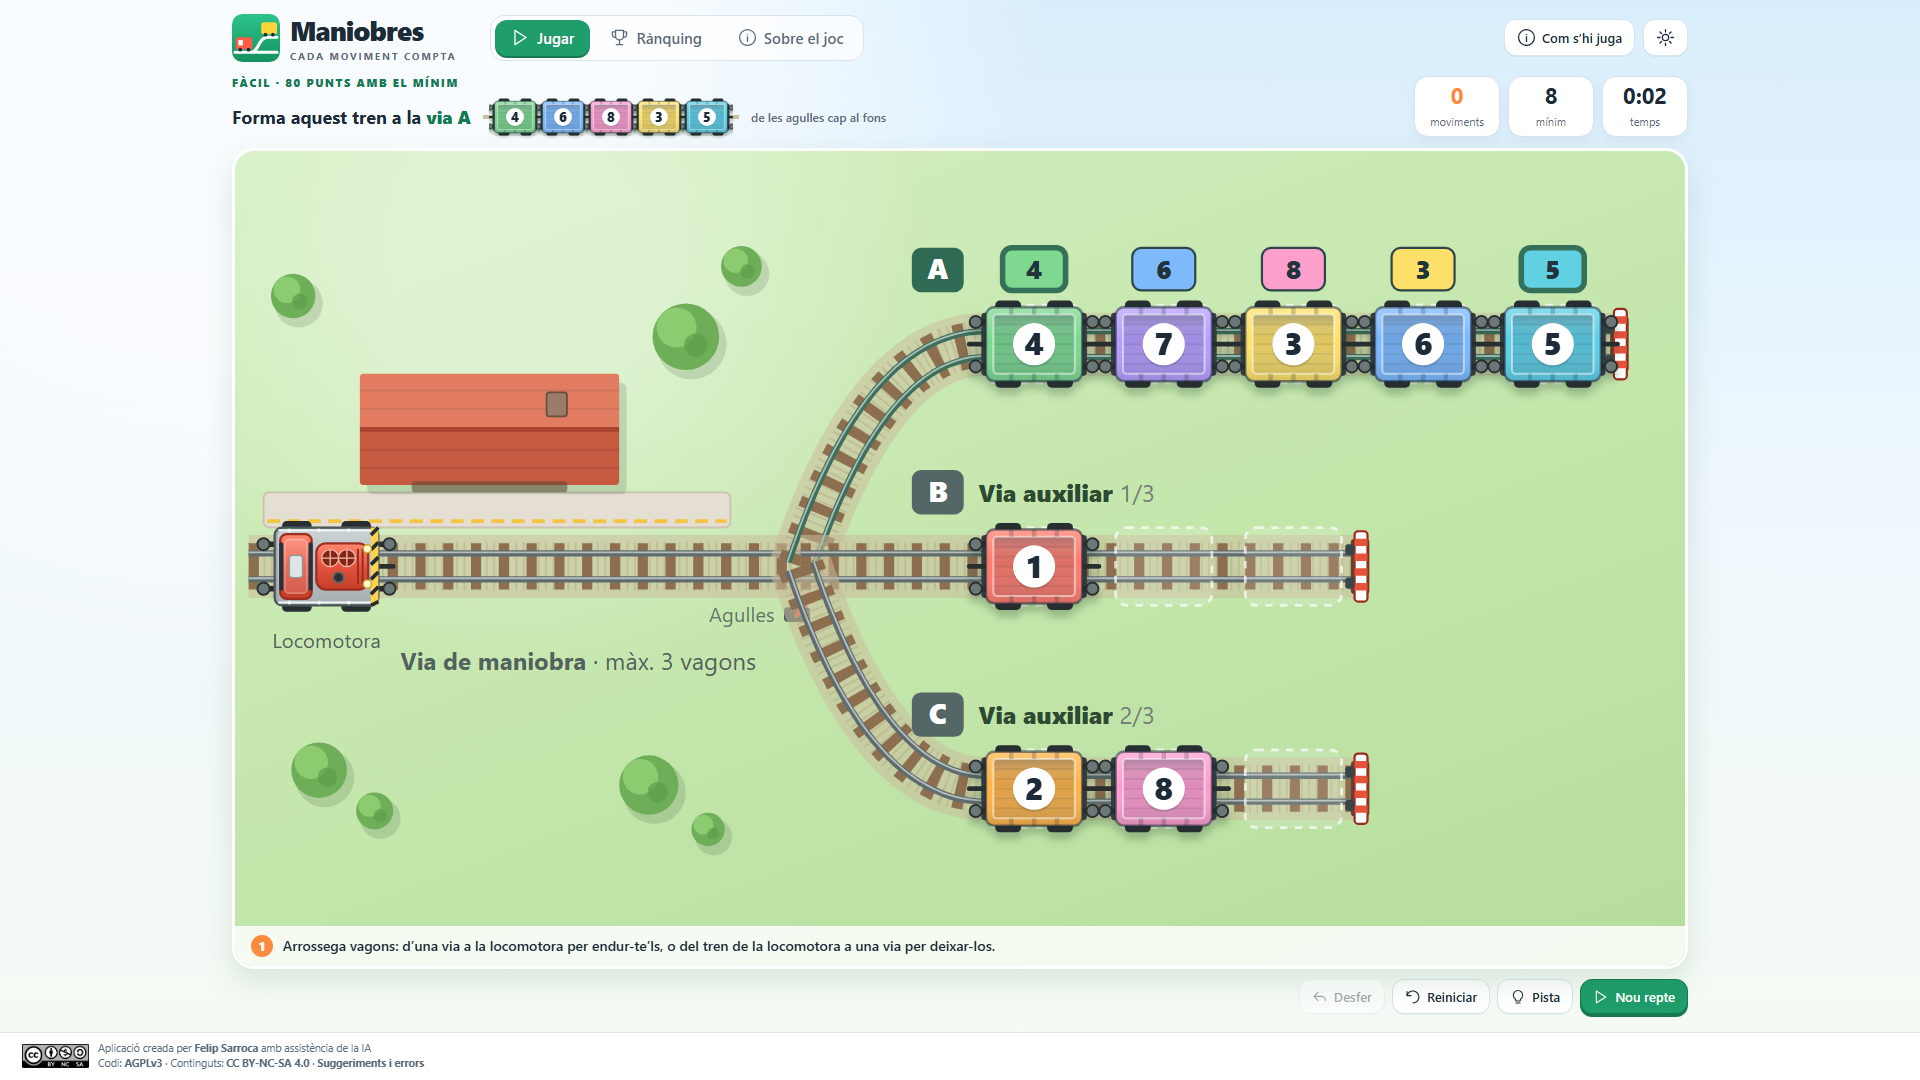 Maniobres
CADA MOVIMENT COMPTA
Jugar
Rànquing
Sobre el joc
Com s'hi juga
FÀCIL · 80 PUNTS AMB EL MÍNIM
Forma aquest tren a la via A
4 6 8 3 5
de les agulles cap al fons
0 moviments
8 mínim
0:02 temps
A 4 6 8 3 5
4 7 3 6 5
B Via auxiliar 1/3
1
Agulles
Locomotora
Via de maniobra · màx. 3 vagons
C Via auxiliar 2/3
2 8
1 Arrossega vagons: d'una via a la locomotora per endur-te'ls, o del tren de la locomotora a una via per deixar-los.
Desfer
Reiniciar
Pista
Nou repte
CC BY NC SA
Aplicació creada per Felip Sarroca amb assistència de la IA
Codi: AGPLv3 · Continguts: CC BY-NC-SA 4.0 · Suggeriments i errors